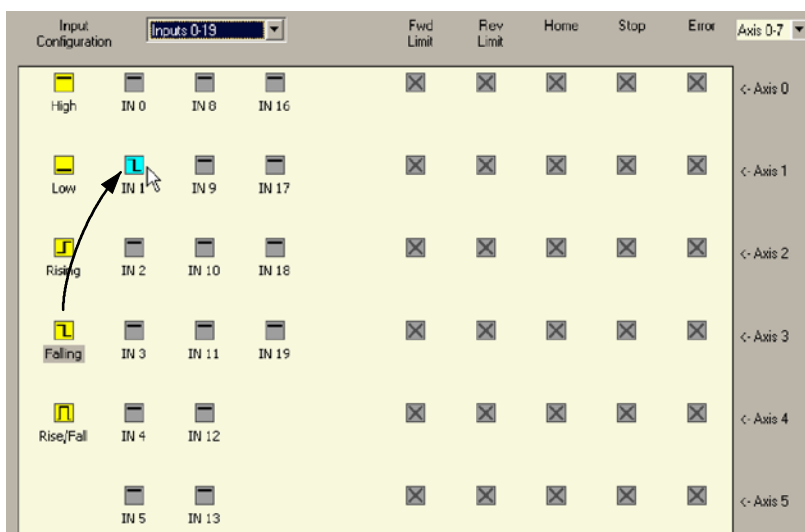 Input Configuration
Inputs 0-19
Fwd Limit
Rev Limit
Home
Stop
Error
Axis 0-7
High
IN 0
IN 8
IN 16
<- Axis 0
Low
IN 1
IN 9
IN 17
<- Axis 1
Rising
IN 2
IN 10
IN 18
<- Axis 2
Falling
IN 3
IN 11
IN 19
<- Axis 3
Rise/Fall
IN 4
IN 12
<- Axis 4
IN 5
IN 13
<- Axis 5